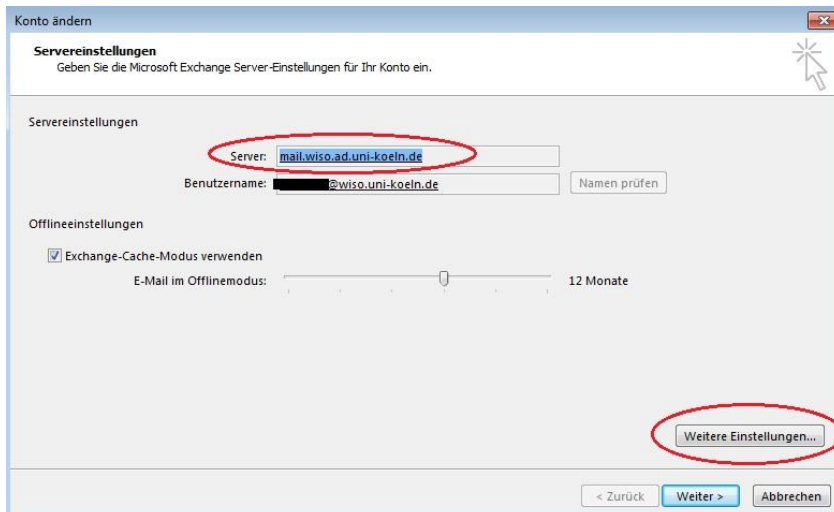 Konto ändern
Servereinstellungen
Geben Sie die Microsoft Exchange Server-Einstellungen für Ihr Konto ein.
Servereinstellungen
Server: mail.wiso.ad.uni-koeln.de
Benutzername: @wiso.uni-koeln.de Namen prüfen
Offlineeinstellungen
Exchange-Cache-Modus verwenden
E-Mail im Offlinemodus: 12 Monate
Weitere Einstellungen...
< Zurück Weiter > Abbrechen